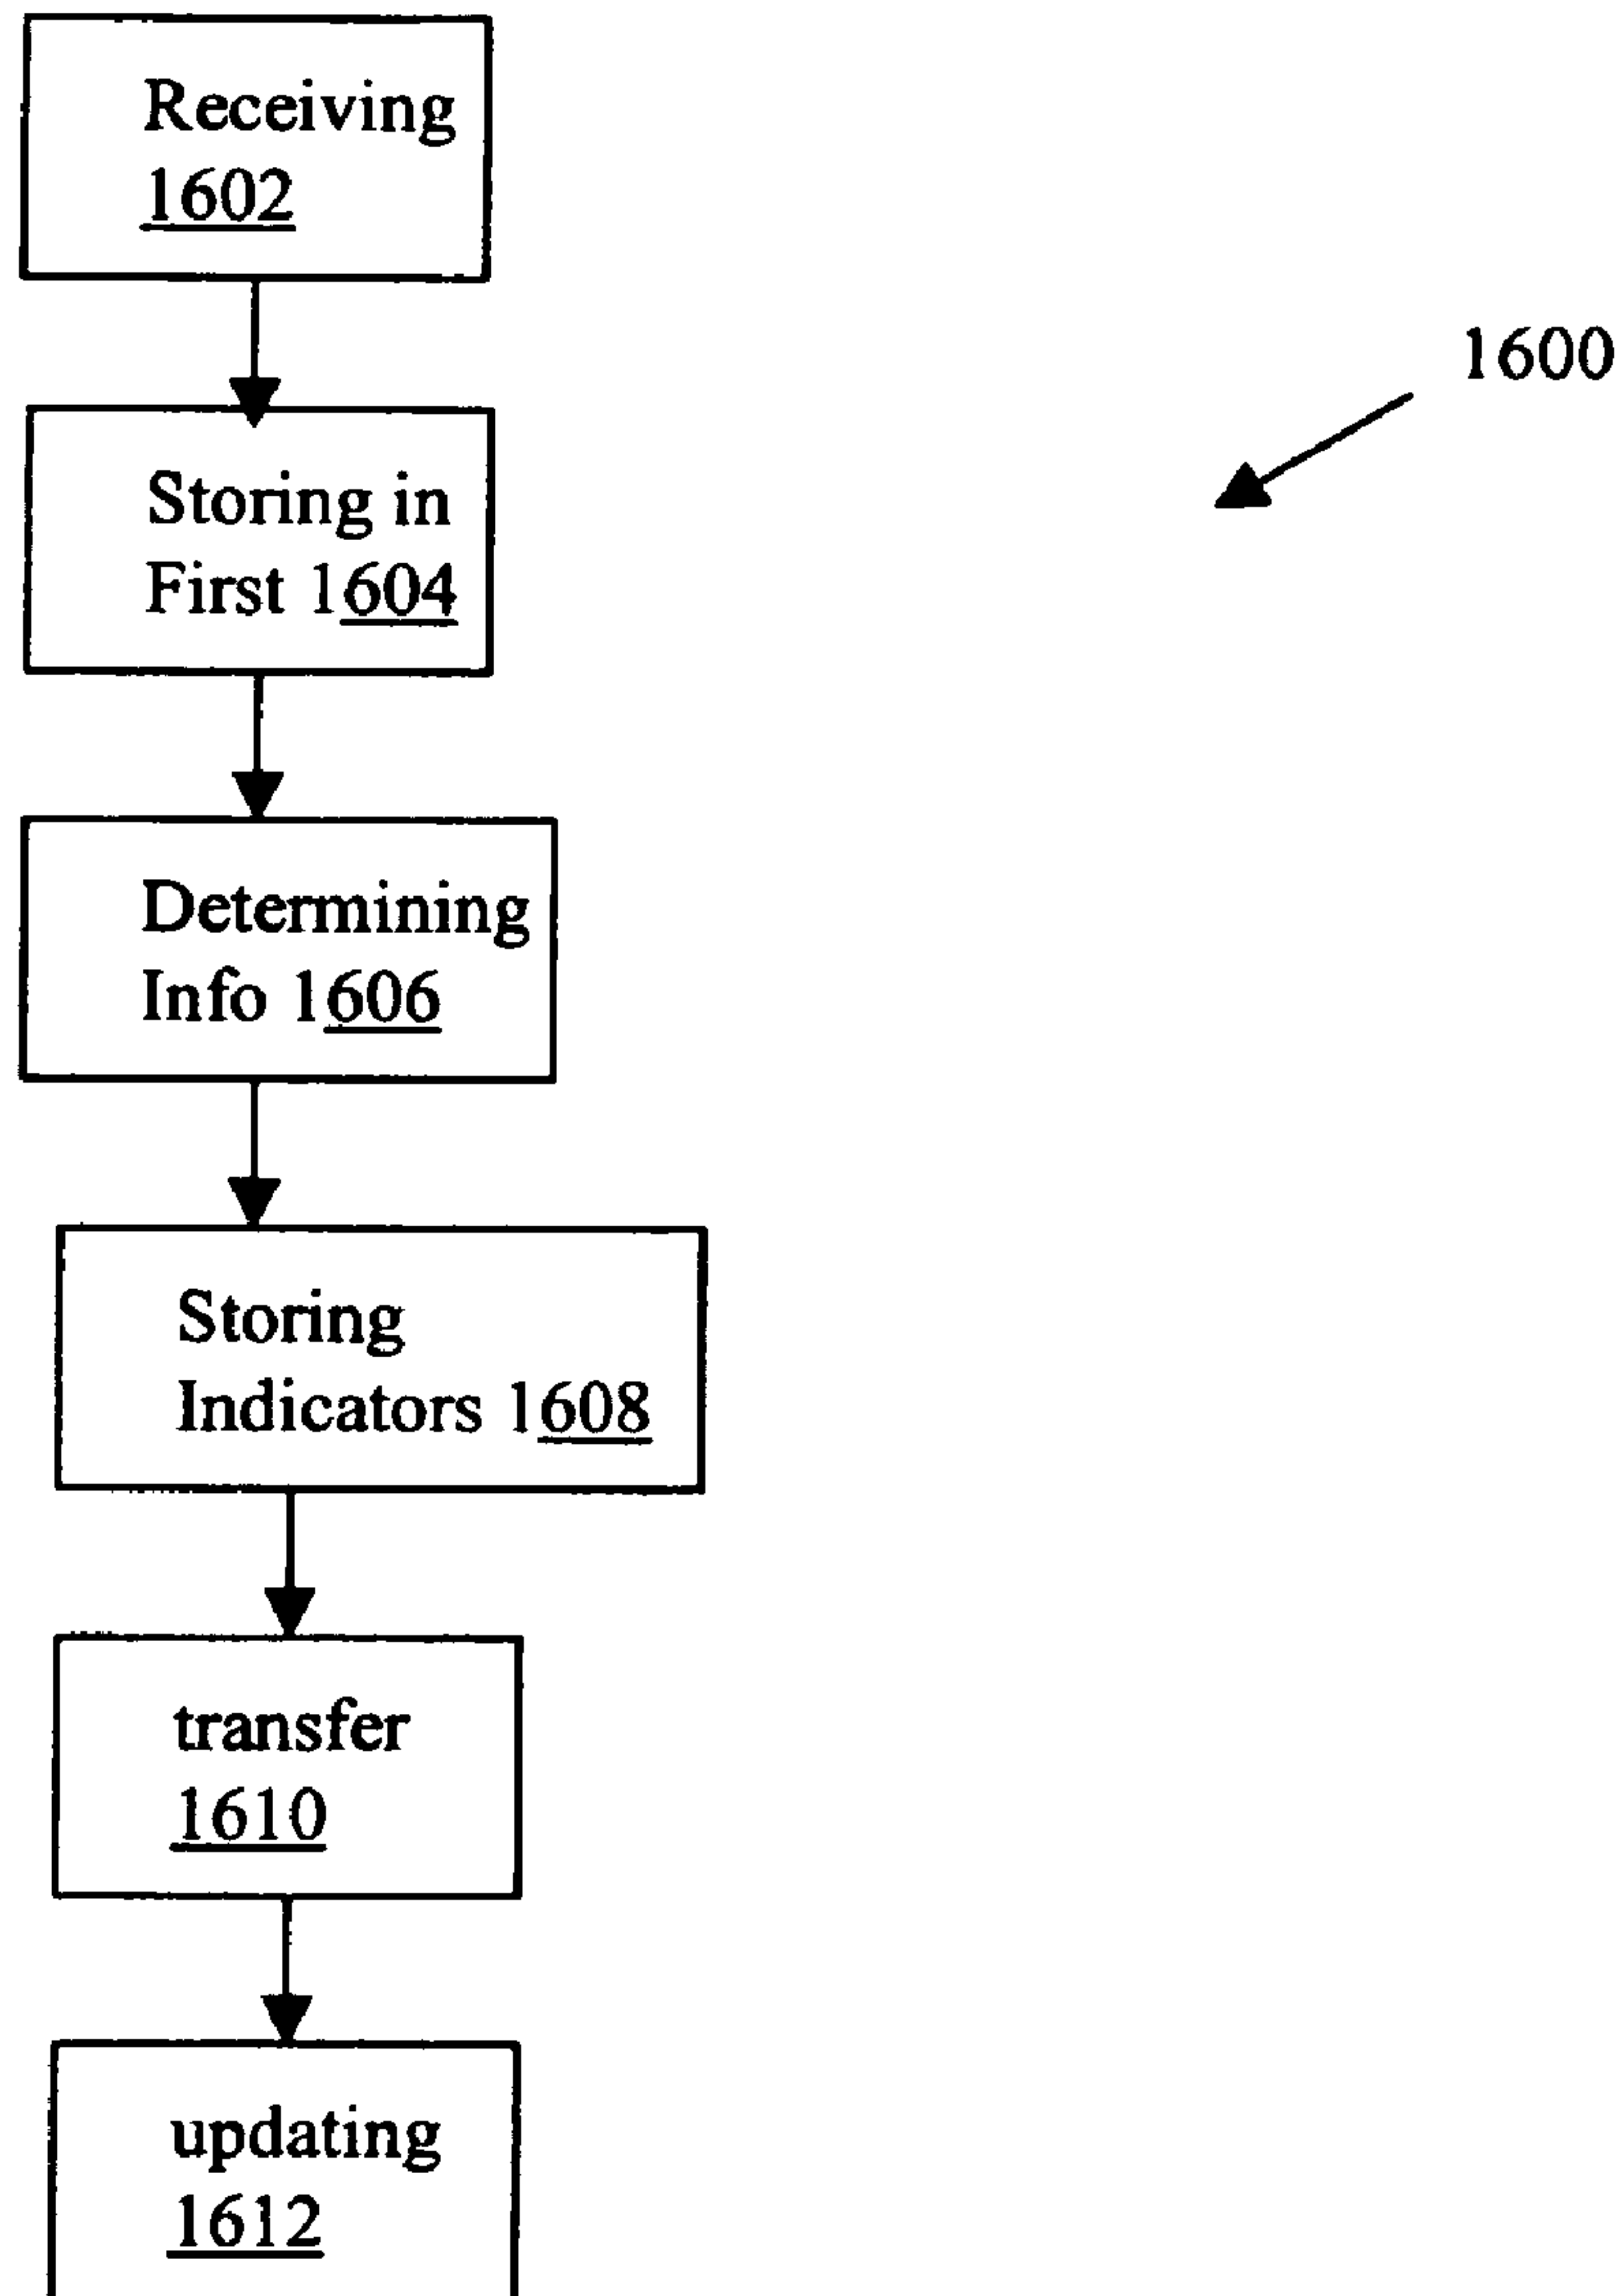 Receiving
1602
1600
Storing in
First 1604
Determining
Info 1606
Storing
Indicators 1608
transfer
1610
updating
1612